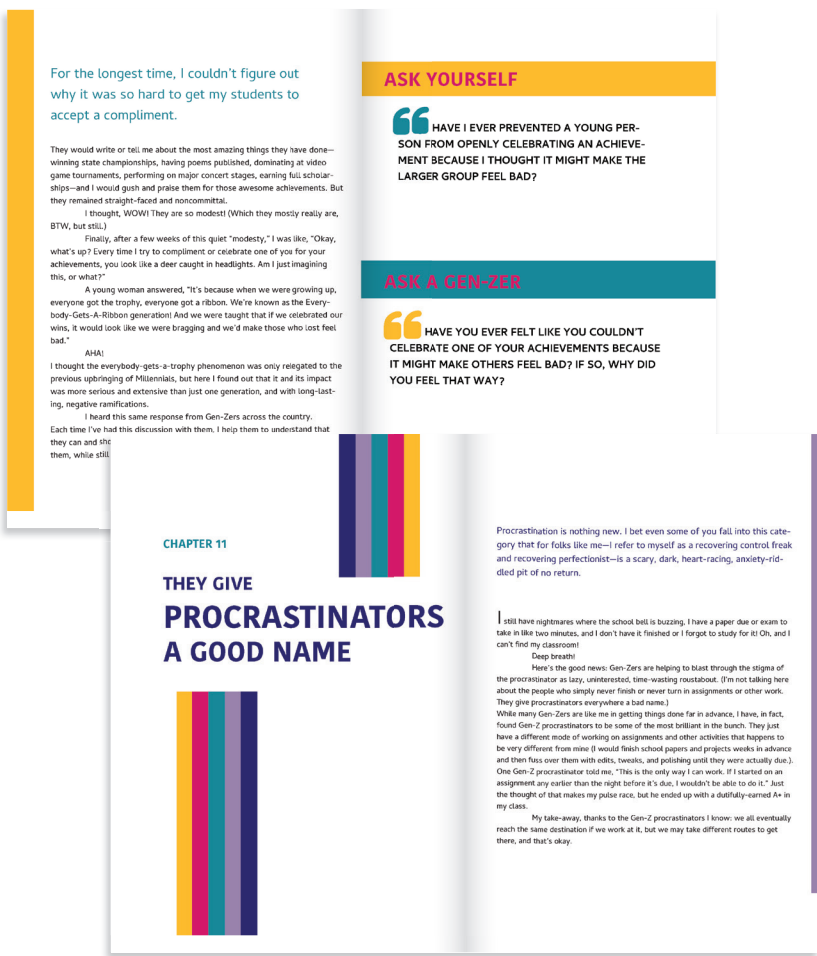 For the longest time, I couldn't figure out
why it was so hard to get my students to
accept a compliment.
They would write or tell me about the most amazing things they have done—
winning state championships, having poems published, dominating at video
game tournaments, performing on major concert stages, earning full scholar-
ships—and I would gush and praise them for those awesome achievements. But
they remained straight-faced and noncommittal.
I thought, WOW! They are so modest! (Which they mostly really are,
BTW, but still.)
Finally, after a few weeks of this quiet "modesty," I was like, "Okay,
what's up? Every time I try to compliment or celebrate one of you for your
achievements, you look like a deer caught in headlights. Am I just imagining
this, or what?"
A young woman answered, "It's because when we were growing up,
everyone got the trophy, everyone got a ribbon. We're known as the Every-
body-Gets-A-Ribbon generation! And we were taught that if we celebrated our
wins, it would look like we were bragging and we'd make those who lost feel
bad."
AHA!
I thought the everybody-gets-a-trophy phenomenon was only relegated to the
previous upbringing of Millennials, but here I found out that it and its impact
was more serious and extensive than just one generation, and with long-last-
ing, negative ramifications.
I heard this same response from Gen-Zers across the country.
Each time I've had this discussion with them, I help them to understand that
they can and
them, while still
ASK YOURSELF
HAVE I EVER PREVENTED A YOUNG PER-
SON FROM OPENLY CELEBRATING AN ACHIEVE-
MENT BECAUSE I THOUGHT IT MIGHT MAKE THE
LARGER GROUP FEEL BAD?
ASK A GEN-ZER
HAVE YOU EVER FELT LIKE YOU COULDN'T
CELEBRATE ONE OF YOUR ACHIEVEMENTS BECAUSE
IT MIGHT MAKE OTHERS FEEL BAD? IF SO, WHY DID
YOU FEEL THAT WAY?
CHAPTER 11
THEY GIVE
PROCRASTINATORS
A GOOD NAME
Procrastination is nothing new. I bet even some of you fall into this cate-
gory that for folks like me—I refer to myself as a recovering control freak
and recovering perfectionist—is a scary, dark, heart-racing, anxiety-rid-
dled pit of no return.
I still have nightmares where the school bell is buzzing, I have a paper due or exam to
take in like two minutes, and I don't have it finished or I forgot to study for it! Oh, and I
can't find my classroom!
Deep breath!
Here's the good news: Gen-Zers are helping to blast through the stigma of
the procrastinator as lazy, uninterested, time-wasting roustabout. (I'm not talking here
about the people who simply never finish or never turn in assignments or other work.
They give procrastinators everywhere a bad name.)
While many Gen-Zers are like me in getting things done far in advance, I have, in fact,
found Gen-Z procrastinators to be some of the most brilliant in the bunch. They just
have a different mode of working on assignments and other activities that happens to
be very different from mine (I would finish school papers and projects weeks in advance
and then fuss over them with edits, tweaks, and polishing until they were actually due.).
One Gen-Z procrastinator told me, "This is the only way I can work. If I started on an
assignment any earlier than the night before it's due, I wouldn't be able to do it." Just
the thought of that makes my pulse race, but he ended up with a dutifully-earned A+ in
my class.
My take-away, thanks to the Gen-Z procrastinators I know: we all eventually
reach the same destination if we work at it, but we may take different routes to get
there, and that's okay.